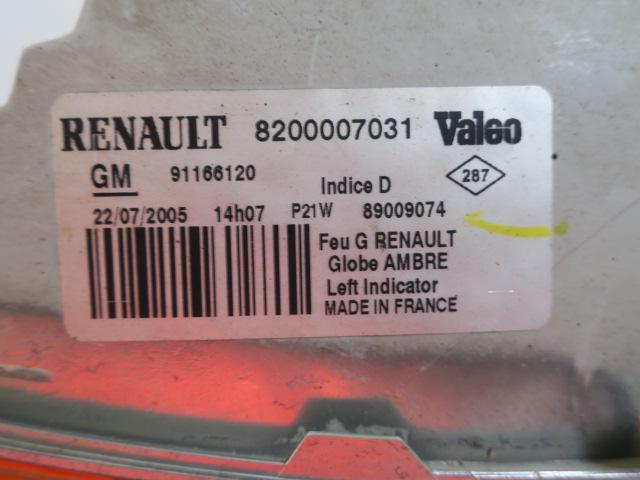 RENAULT 8200007031 Valeo
GM 91166120
Indice D 287
22/07/2005 14h07 P21W 89009074
Feu G RENAULT
Globe AMBRE
Left Indicator
MADE IN FRANCE